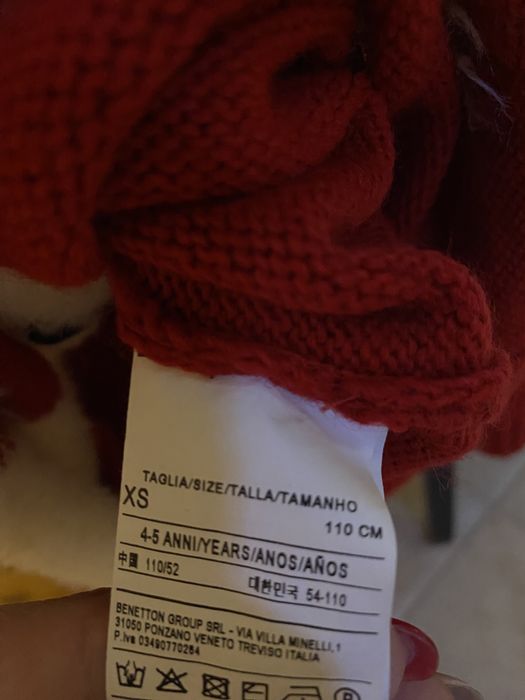 TAGLIA/SIZE/TALLA/TAMANHO
XS
110 CM
4-5 ANNI/YEARS/ANOS/AÑOS
中國 110/52 대한민국 54-110
BENETTON GROUP SRL - VIA VILLA MINELLI,1
31050 PONZANO VENETO TREVISO ITALIA
P.Iva 03490770264
P